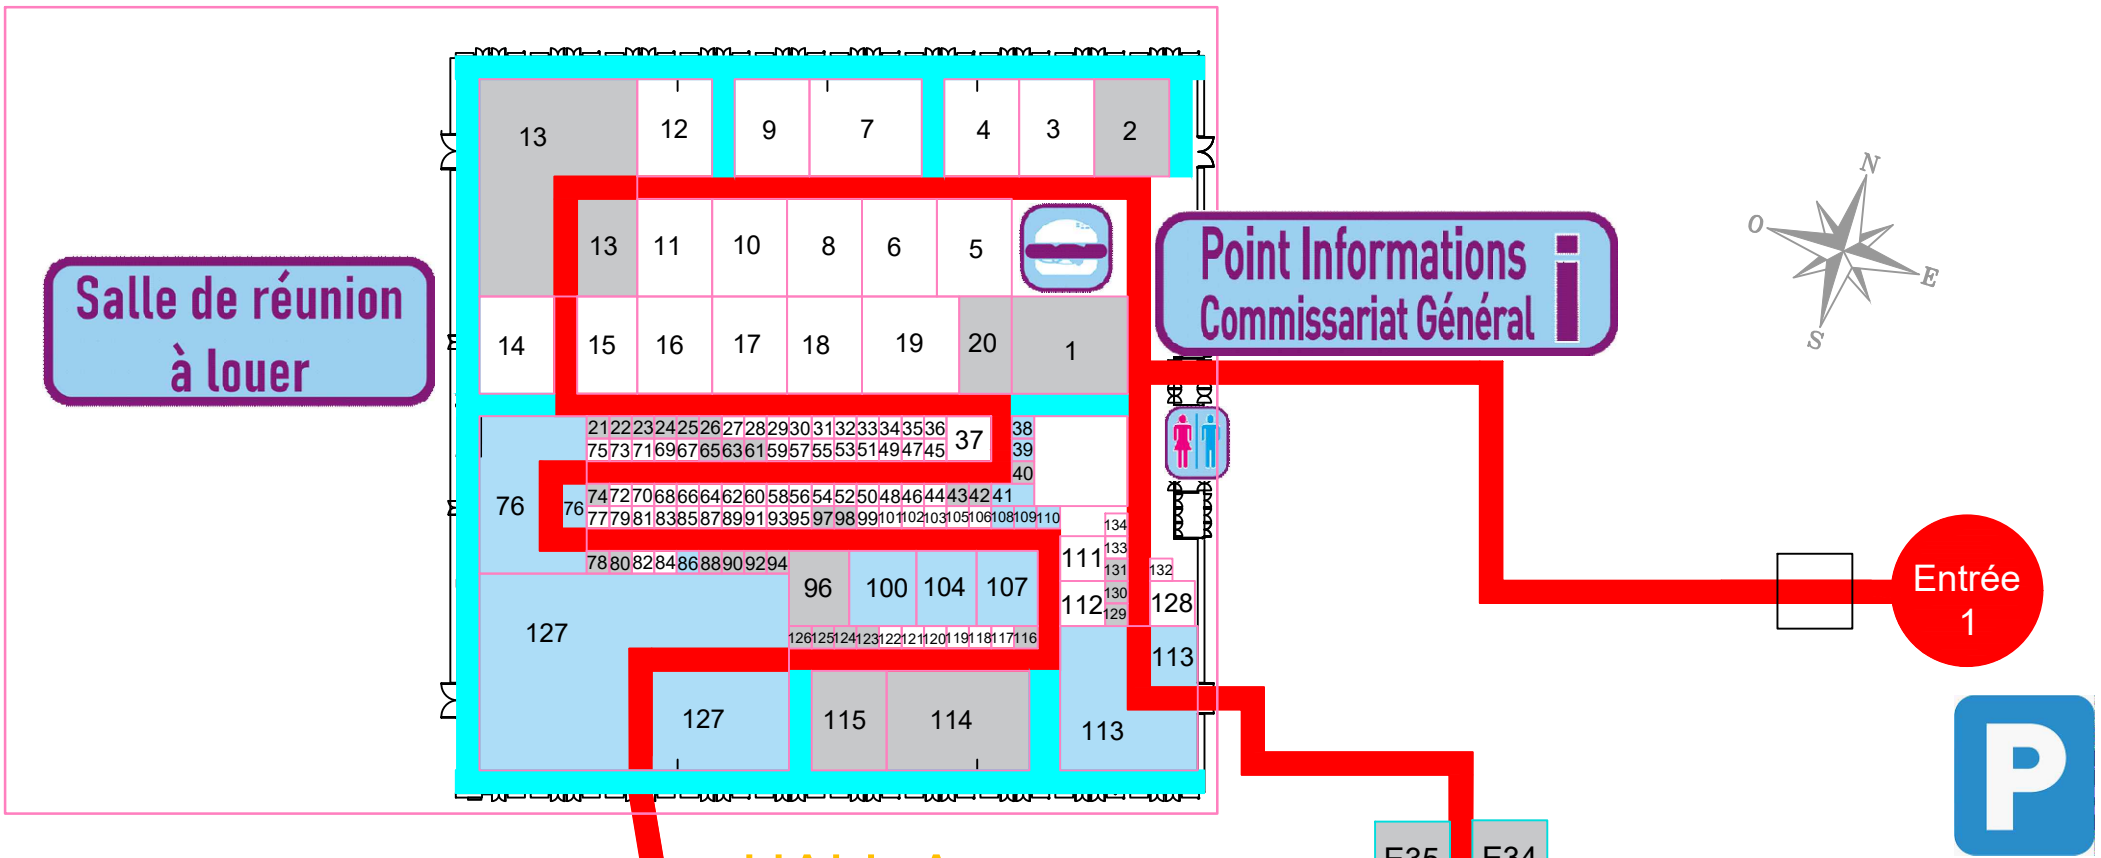 13 12 9 7 4 3 2
N
O
E
S
13 11 10 8 6 5
Point Informations i
Commissariat Général
Salle de réunion
à louer
14 15 16 17 18 19 20 1
21 22 23 24 25 26 27 28 29 30 31 32 33 34 35 36 37 38
75 73 71 69 67 65 63 61 59 57 55 53 51 49 47 45 39
40
76 76 74 72 70 68 66 64 62 60 58 56 54 52 50 48 46 44 43 42 41
77 79 81 83 85 87 89 91 93 95 97 98 99 101 102 103 105 106 108 109 110
134
111 133
131 132
78 80 82 84 86 88 90 92 94
96 100 104 107
112 130 128
129
127
126 125 124 123 122 121 120 119 118 117 116
113
127 115 114 113
Entrée
1
P
E35 E34